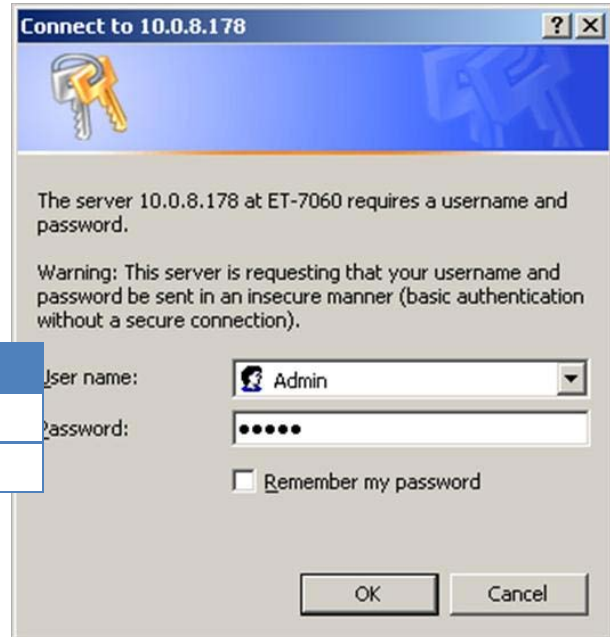 Connect to 10.0.8.178
The server 10.0.8.178 at ET-7060 requires a username and
password.
Warning: This server is requesting that your username and
password be sent in an insecure manner (basic authentication
without a secure connection).
User name: Admin
Password: •••••
Remember my password
OK Cancel